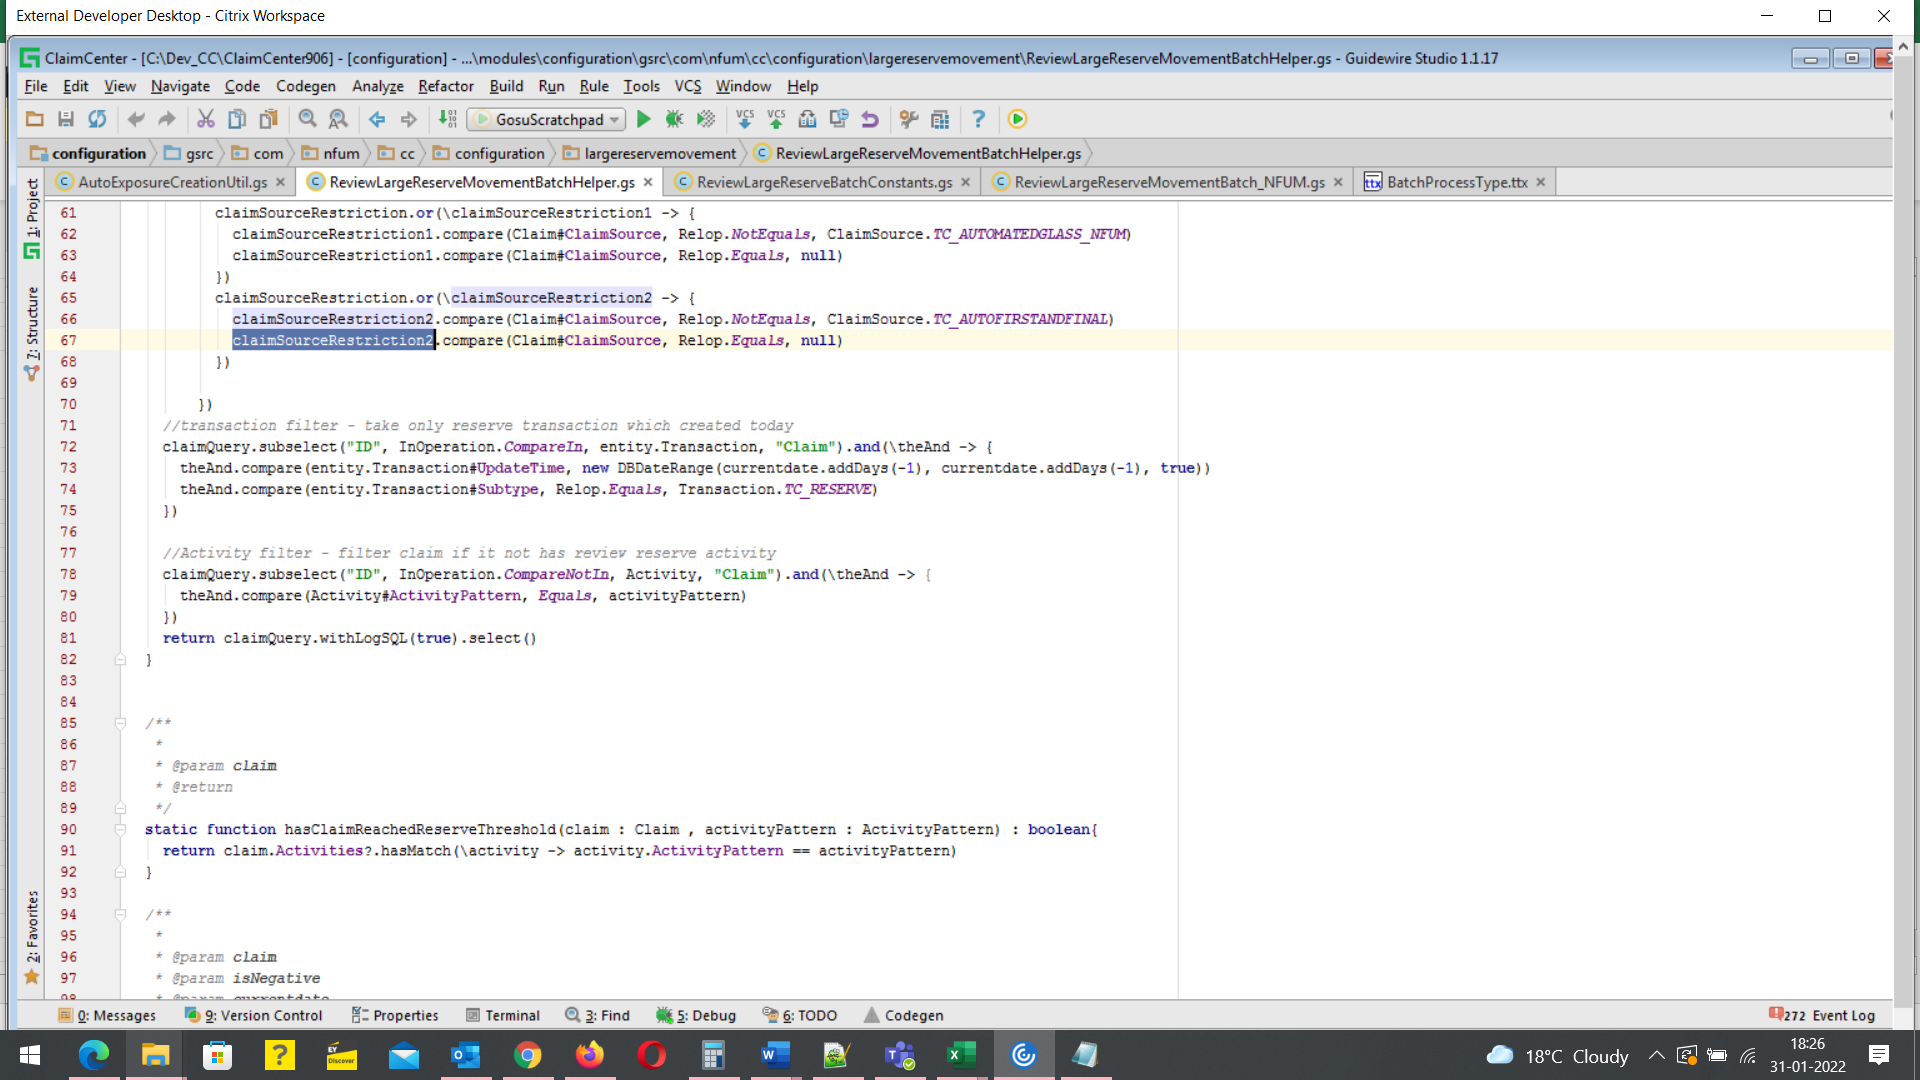 External Developer Desktop - Citrix Workspace
ClaimCenter - [C:\Dev_CC\ClaimCenter906] - [configuration] - ...\modules\configuration\gsrc\com\nfum\cc\configuration\largereservemovement\ReviewLargeReserveMovementBatchHelper.gs - Guidewire Studio 1.1.17
File Edit View Navigate Code Codegen Analyze Refactor Build Run Rule Tools VCS Window Help
GosuScratchpad VCS VCS
configuration gsrc com nfum cc configuration largereservemovement ReviewLargeReserveMovementBatchHelper.gs
AutoExposureCreationUtil.gs ReviewLargeReserveMovementBatchHelper.gs ReviewLargeReserveBatchConstants.gs ReviewLargeReserveMovementBatch_NFUM.gs ttx BatchProcessType.ttx
1: Project
7: Structure
2: Favorites
61 claimSourceRestriction.or(\claimSourceRestriction1 -> {
62 claimSourceRestriction1.compare(Claim#ClaimSource, Relop.NotEquals, ClaimSource.TC_AUTOMATEDGLASS_NFUM)
63 claimSourceRestriction1.compare(Claim#ClaimSource, Relop.Equals, null)
64 })
65 claimSourceRestriction.or(\claimSourceRestriction2 -> {
66 claimSourceRestriction2.compare(Claim#ClaimSource, Relop.NotEquals, ClaimSource.TC_AUTOFIRSTANDFINAL)
67 claimSourceRestriction2.compare(Claim#ClaimSource, Relop.Equals, null)
68 })
69
70 })
71 //transaction filter - take only reserve transaction which created today
72 claimQuery.subselect("ID", InOperation.CompareIn, entity.Transaction, "Claim").and(\theAnd -> {
73 theAnd.compare(entity.Transaction#UpdateTime, new DBDateRange(currentdate.addDays(-1), currentdate.addDays(-1), true))
74 theAnd.compare(entity.Transaction#Subtype, Relop.Equals, Transaction.TC_RESERVE)
75 })
76
77 //Activity filter - filter claim if it not has review reserve activity
78 claimQuery.subselect("ID", InOperation.CompareNotIn, Activity, "Claim").and(\theAnd -> {
79 theAnd.compare(Activity#ActivityPattern, Equals, activityPattern)
80 })
81 return claimQuery.withLogSQL(true).select()
82 }
83
84
85 /**
86 *
87 * @param claim
88 * @return
89 */
90 static function hasClaimReachedReserveThreshold(claim : Claim , activityPattern : ActivityPattern) : boolean{
91 return claim.Activities?.hasMatch(\activity -> activity.ActivityPattern == activityPattern)
92 }
93
94 /**
95 *
96 * @param claim
97 * @param isNegative
98 * @param currentdate
0: Messages 9: Version Control Properties Terminal 3: Find 5: Debug 6: TODO Codegen 272 Event Log
EY Discover
18°C Cloudy
18:26
31-01-2022